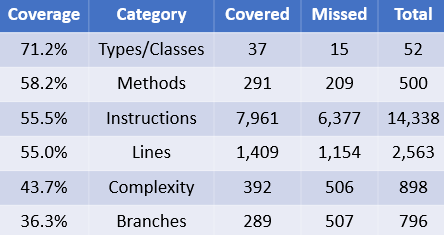 Coverage Category Covered Missed Total
71.2% Types/Classes 37 15 52
58.2% Methods 291 209 500
55.5% Instructions 7,961 6,377 14,338
55.0% Lines 1,409 1,154 2,563
43.7% Complexity 392 506 898
36.3% Branches 289 507 796